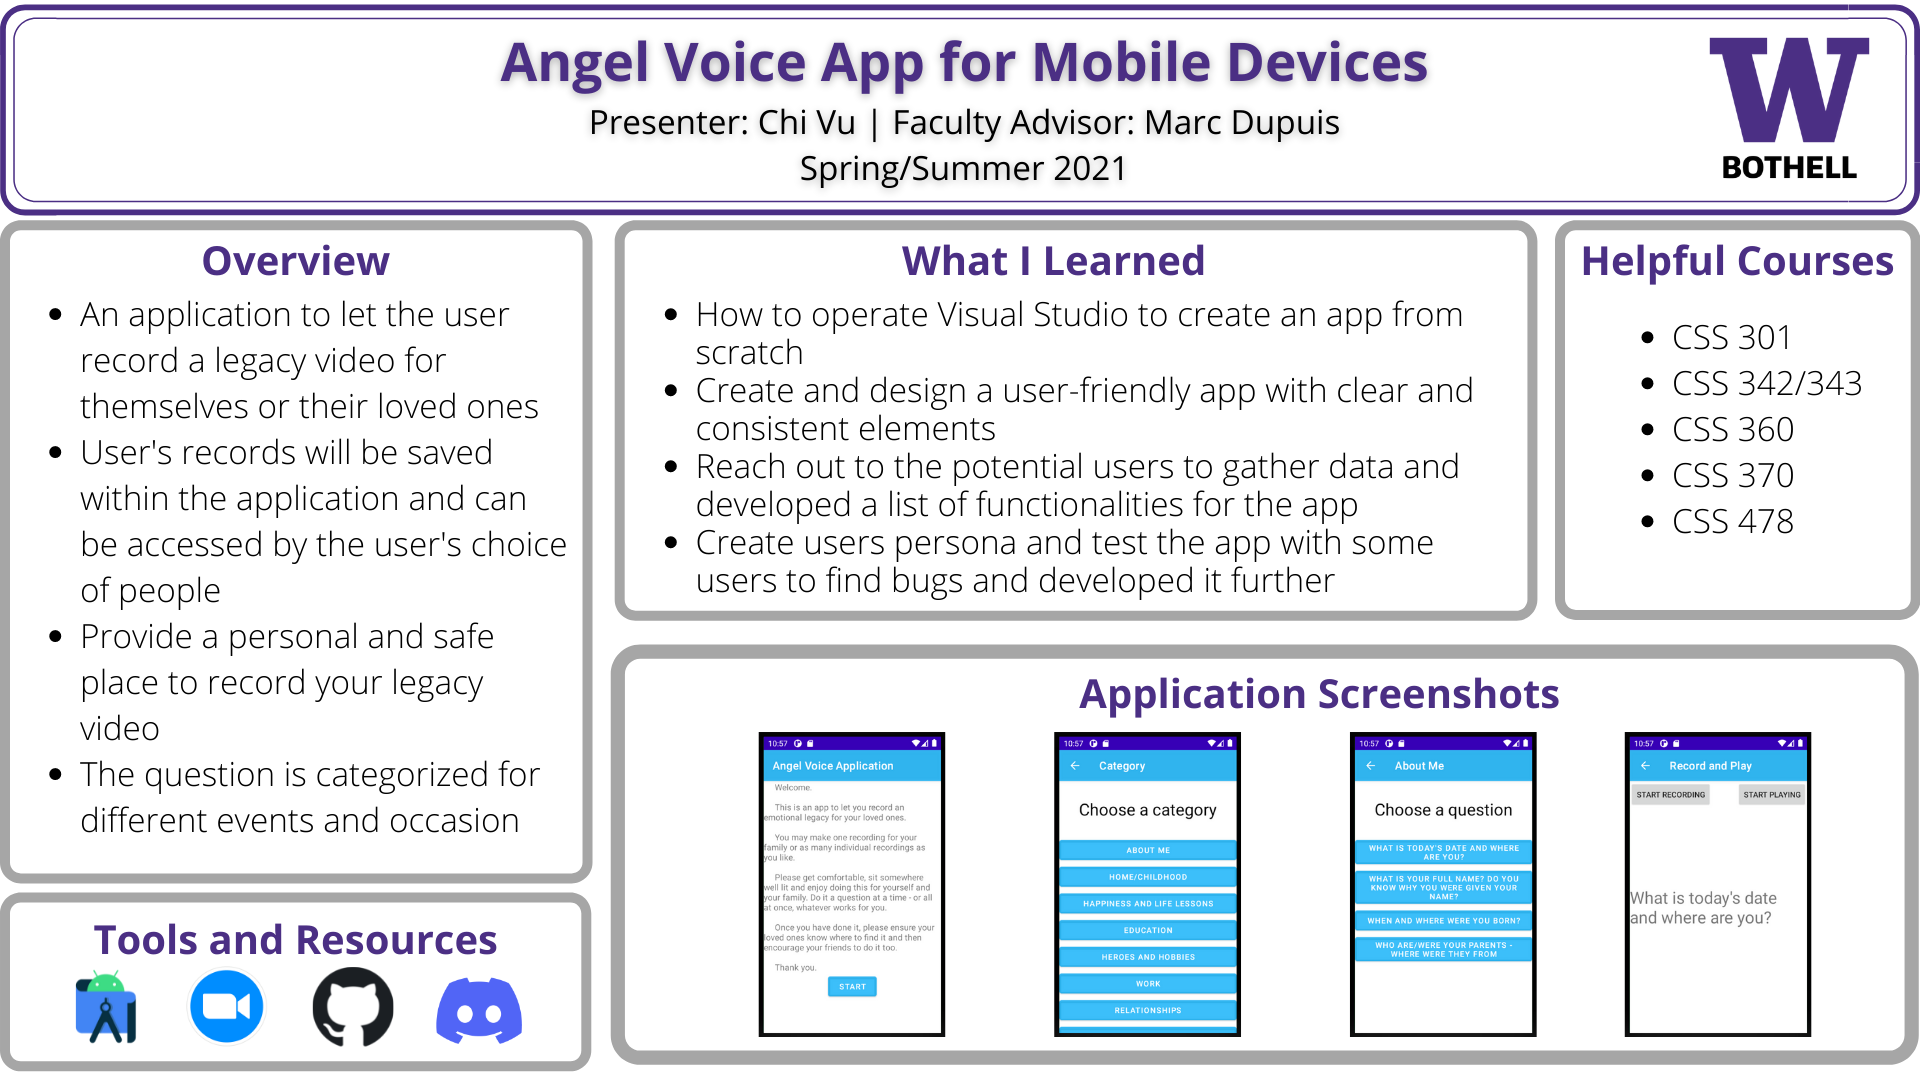 Angel Voice App for Mobile Devices
Presenter: Chi Vu | Faculty Advisor: Marc Dupuis
Spring/Summer 2021
W
BOTHELL
Overview
• An application to let the user
record a legacy video for
themselves or their loved ones
• User's records will be saved
within the application and can
be accessed by the user's choice
of people
• Provide a personal and safe
place to record your legacy
video
• The question is categorized for
different events and occasion
Tools and Resources
What I Learned
• How to operate Visual Studio to create an app from
scratch
• Create and design a user-friendly app with clear and
consistent elements
• Reach out to the potential users to gather data and
developed a list of functionalities for the app
• Create users persona and test the app with some
users to find bugs and developed it further
Helpful Courses
• CSS 301
• CSS 342/343
• CSS 360
• CSS 370
• CSS 478
Application Screenshots
10:57
Angel Voice Application
Welcome.
This is an app to let you record an
emotional legacy for your loved ones.
You may make one recording for your
family or as many individual recordings as
you like.
Please get comfortable, sit somewhere
well lit and enjoy doing this for yourself and
your family. Do it a question at a time - or all
at once, whatever works for you.
Once you have done it, please ensure your
loved ones know where to find it and then
encourage your friends to do it too.
Thank you.
START
10:57
Category
Choose a category
ABOUT ME
HOME/CHILDHOOD
HAPPINESS AND LIFE LESSONS
EDUCATION
HEROES AND HOBBIES
WORK
RELATIONSHIPS
10:57
About Me
Choose a question
WHAT IS TODAY'S DATE AND WHERE
ARE YOU?
WHAT IS YOUR FULL NAME? DO YOU
KNOW WHY YOU WERE GIVEN YOUR
NAME?
WHEN AND WHERE WERE YOU BORN?
WHO ARE/WERE YOUR PARENTS -
WHERE WERE THEY FROM
10:57
Record and Play
START RECORDING
START PLAYING
What is today's date
and where are you?